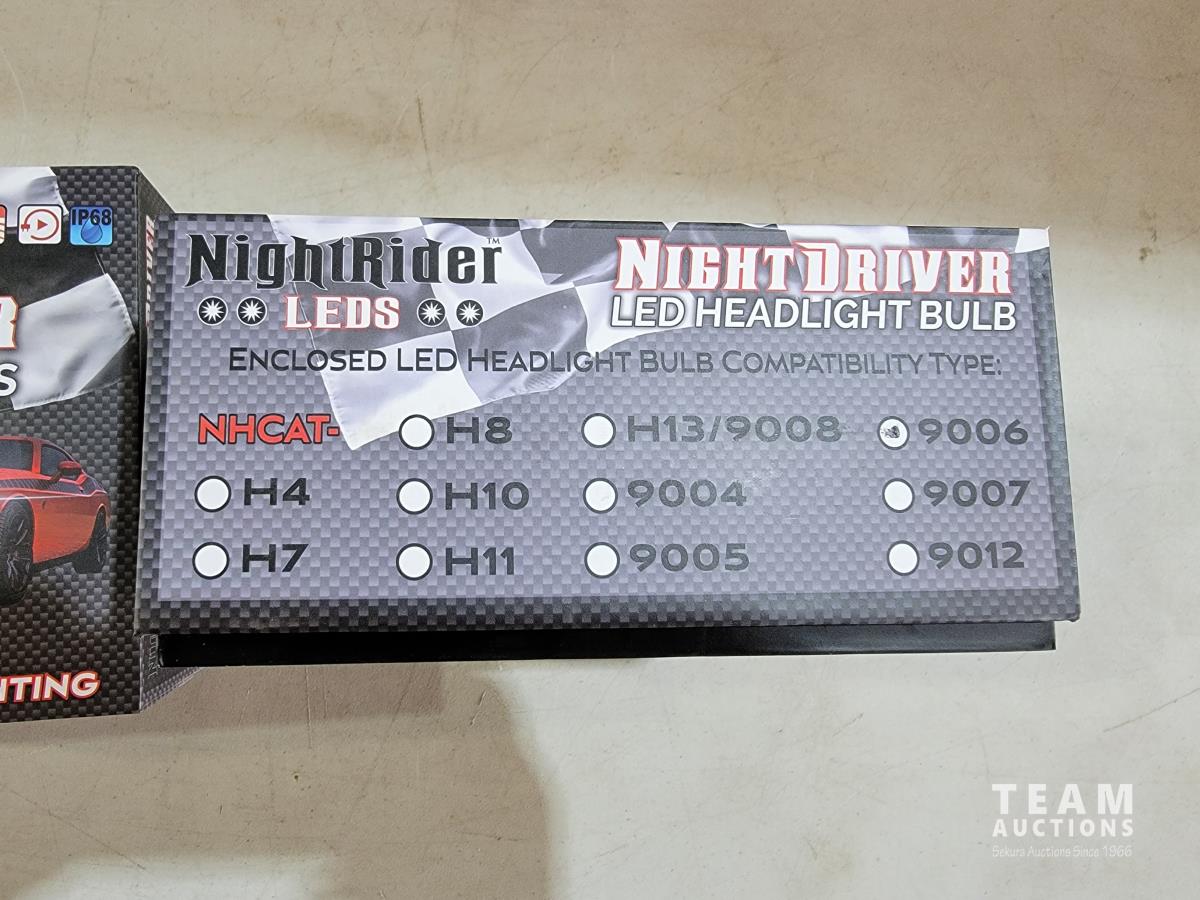 IP68
NightRider™
LEDS
NIGHTDRIVER
LED HEADLIGHT BULB
ENCLOSED LED HEADLIGHT BULB COMPATIBILITY TYPE:
NHCAT-
H8
H13/9008
9006
H4
H10
9004
9007
H7
H11
9005
9012
TEAM
AUCTIONS
Sekura Auctions Since 1966